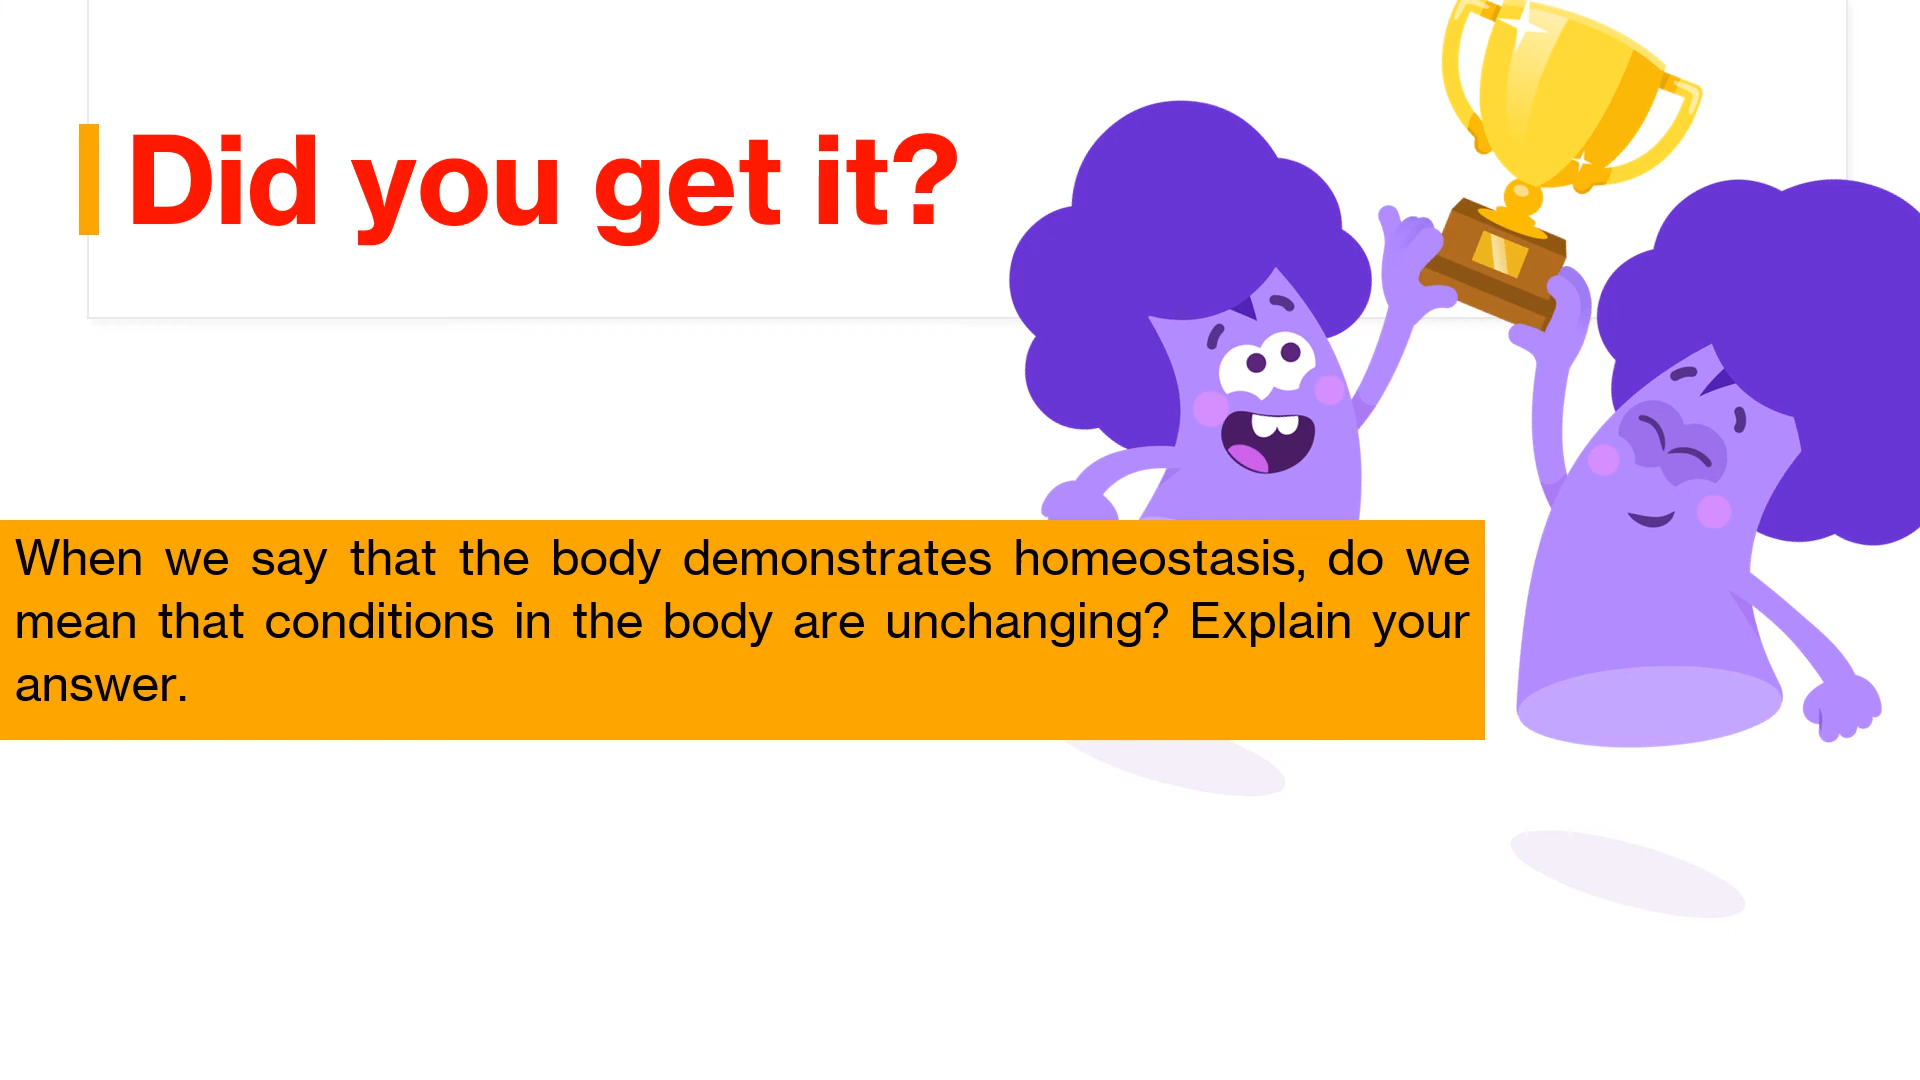 Did you get it?
When we say that the body demonstrates homeostasis, do we
mean that conditions in the body are unchanging? Explain your
answer.